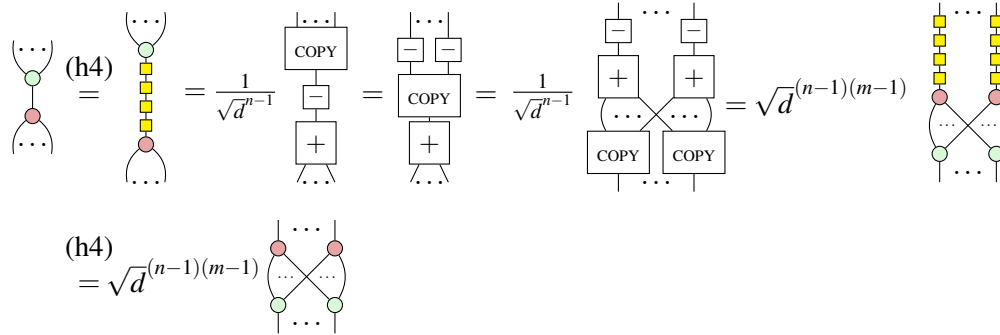 (h4) = = 1/√d^{n−1} COPY − + = − − COPY + = 1/√d^{n−1} − − + + COPY COPY = √d^{(n−1)(m−1)}
(h4) = √d^{(n−1)(m−1)}